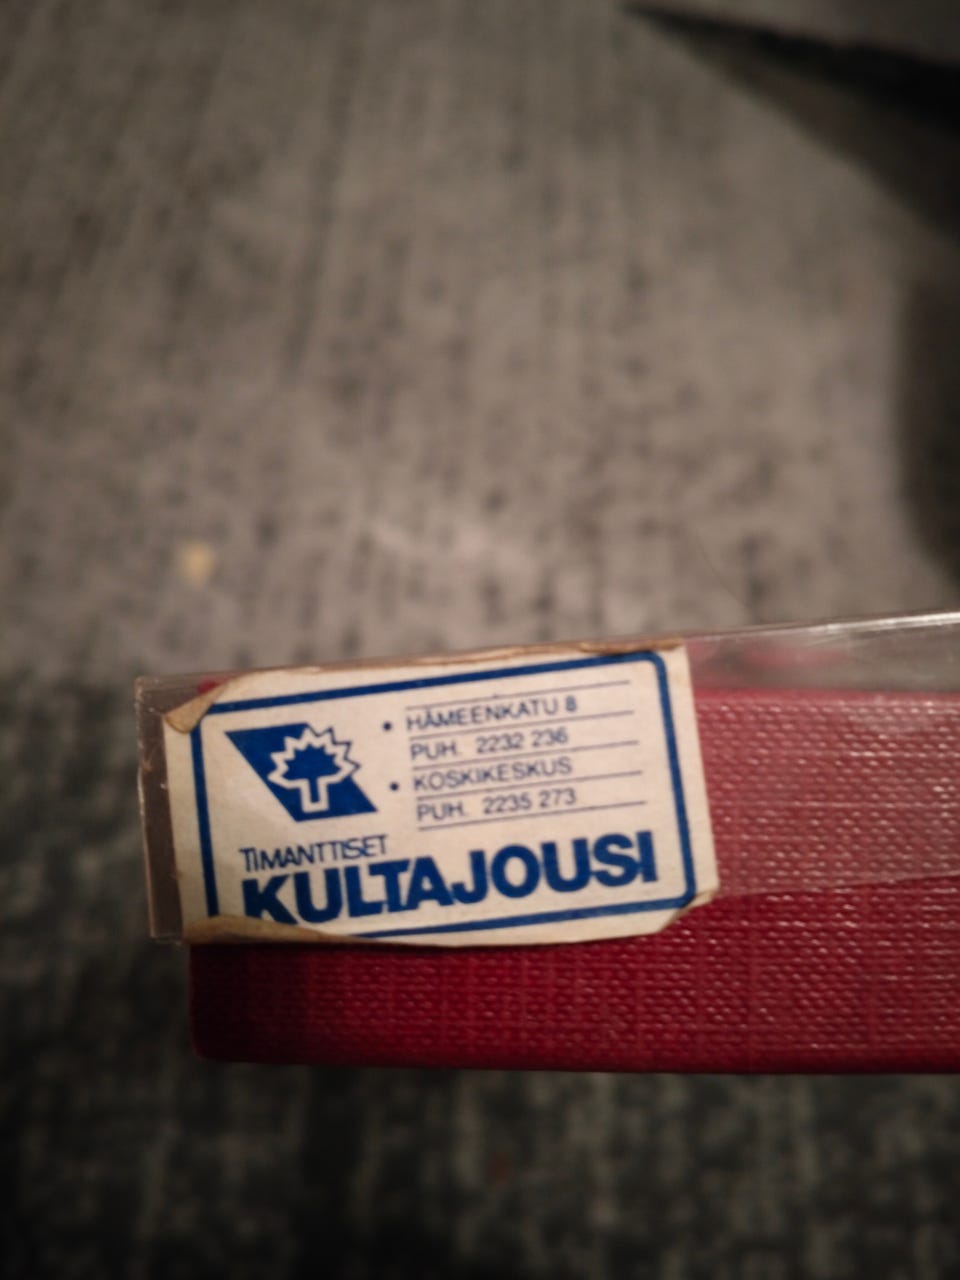 • HÄMEENKATU 8
PUH. 2232 236
• KOSKIKESKUS
PUH. 2235 273
TIMANTTISET
KULTAJOUSI